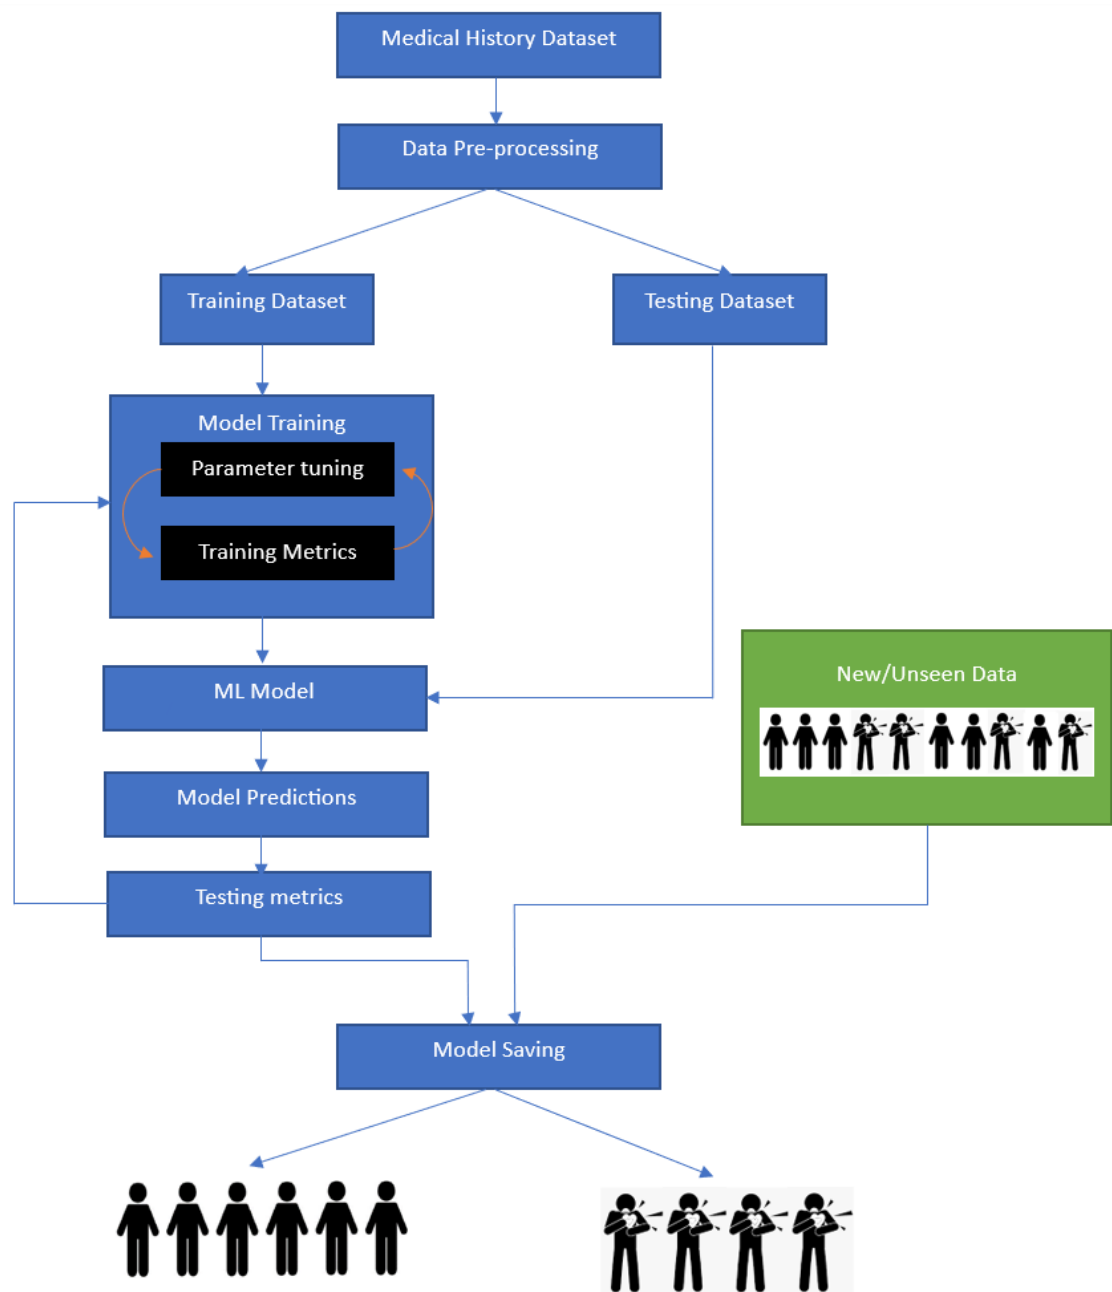 Medical History Dataset
Data Pre-processing
Training Dataset
Testing Dataset
Model Training
Parameter tuning
Training Metrics
ML Model
New/Unseen Data
Model Predictions
Testing metrics
Model Saving